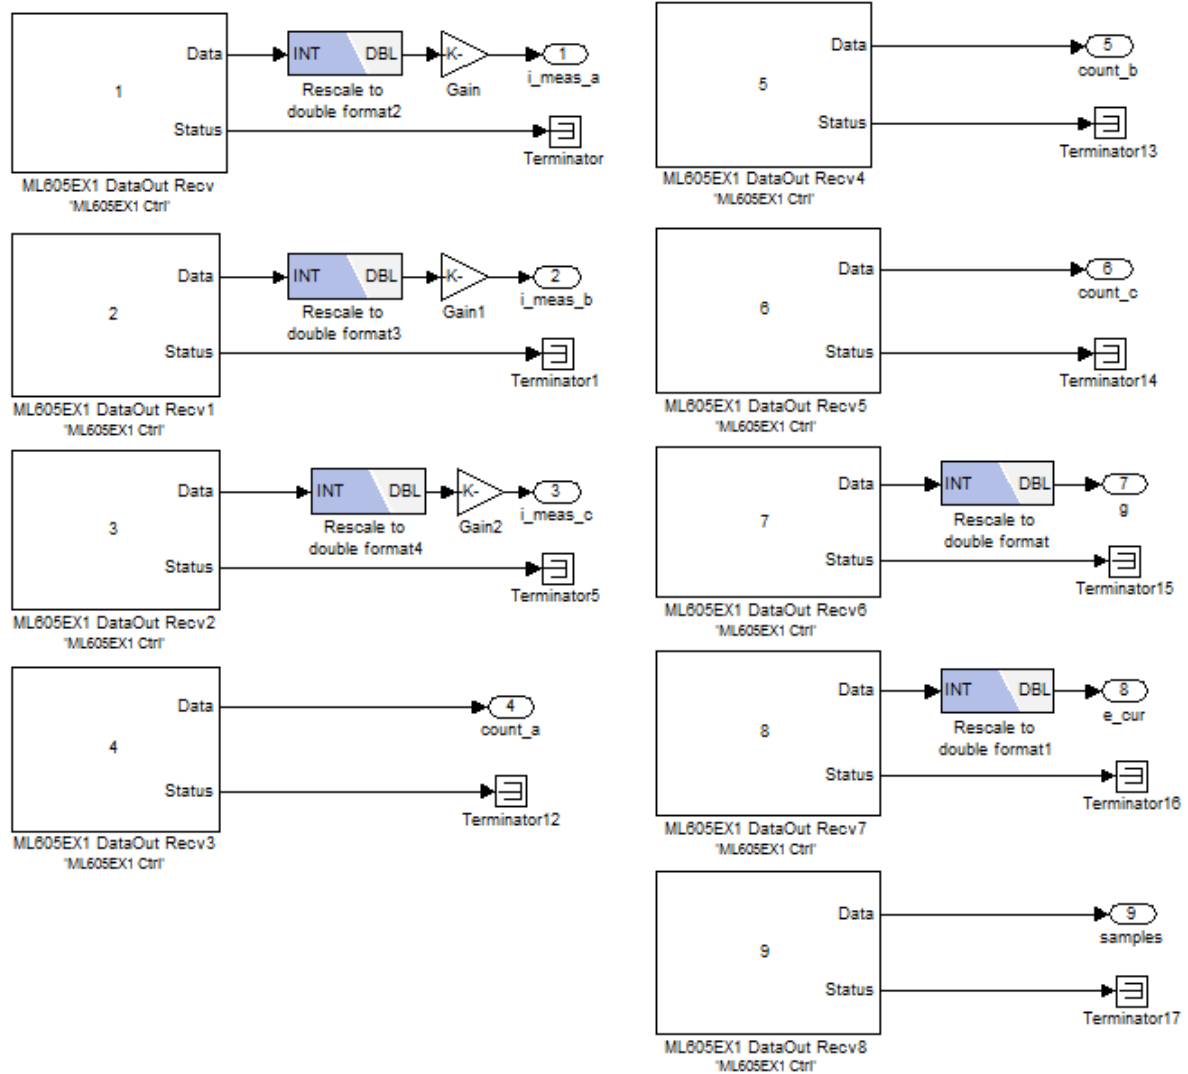 1
Data
Status
INT DBL
Rescale to
double format2
K-
Gain
1
i_meas_a
Terminator
ML605EX1 DataOut Recv
'ML605EX1 Ctrl'
2
Data
Status
INT DBL
Rescale to
double format3
K-
Gain1
2
i_meas_b
Terminator1
ML605EX1 DataOut Recv1
'ML605EX1 Ctrl'
3
Data
Status
INT DBL
Rescale to
double format4
K-
Gain2
3
i_meas_c
Terminator5
ML605EX1 DataOut Recv2
'ML605EX1 Ctrl'
4
Data
Status
4
count_a
Terminator12
ML605EX1 DataOut Recv3
'ML605EX1 Ctrl'
5
Data
Status
5
count_b
Terminator13
ML605EX1 DataOut Recv4
'ML605EX1 Ctrl'
6
Data
Status
6
count_c
Terminator14
ML605EX1 DataOut Recv5
'ML605EX1 Ctrl'
7
Data
Status
INT DBL
Rescale to
double format
7
g
Terminator15
ML605EX1 DataOut Recv6
'ML605EX1 Ctrl'
8
Data
Status
INT DBL
Rescale to
double format1
8
e_cur
Terminator16
ML605EX1 DataOut Recv7
'ML605EX1 Ctrl'
9
Data
Status
9
samples
Terminator17
ML605EX1 DataOut Recv8
'ML605EX1 Ctrl'